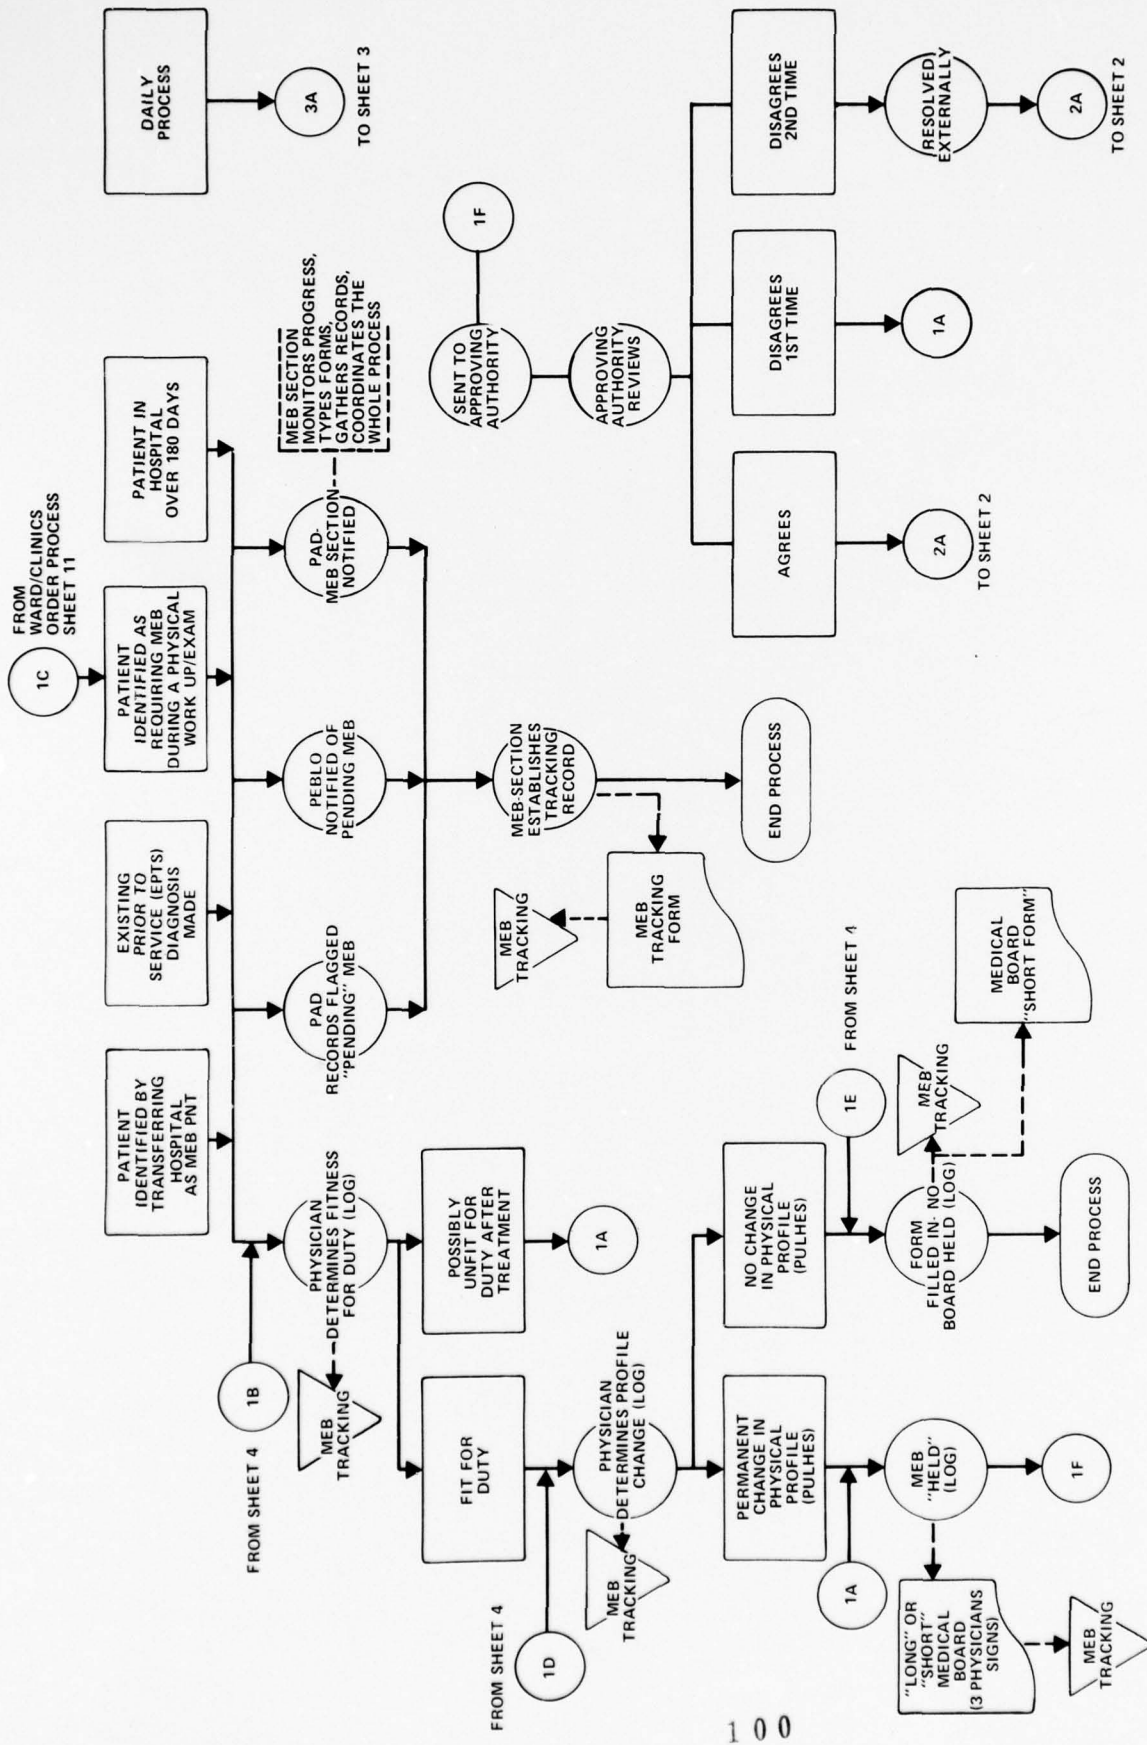 FROM
WARD/CLINICS
ORDER PROCESS
SHEET 11
1C
PATIENT
IDENTIFIED BY
TRANSFERRING
HOSPITAL
AS MEB PNT
EXISTING
PRIOR TO
SERVICE (EPTS)
DIAGNOSIS
MADE
PATIENT
IDENTIFIED AS
REQUIRING MEB
DURING A PHYSICAL
WORK UP/EXAM
PATIENT IN
HOSPITAL
OVER 180 DAYS
DAILY
PROCESS
3A
TO SHEET 3
FROM SHEET 4
1B
PHYSICIAN
DETERMINES FITNESS
FOR DUTY (LOG)
MEB
TRACKING
PAD
RECORDS FLAGGED
"PENDING" MEB
PEBLO
NOTIFIED OF
PENDING MEB
PAD-
MEB SECTION
NOTIFIED
MEB SECTION
MONITORS PROGRESS,
TYPES FORMS,
GATHERS RECORDS,
COORDINATES THE
WHOLE PROCESS
FIT FOR
DUTY
POSSIBLY
UNFIT FOR
DUTY AFTER
TREATMENT
1A
MEB-SECTION
ESTABLISHES
TRACKING
RECORD
MEB
TRACKING
FORM
MEB
TRACKING
END PROCESS
SENT TO
APPROVING
AUTHORITY
1F
APPROVING
AUTHORITY
REVIEWS
FROM SHEET 4
1D
PHYSICIAN
DETERMINES PROFILE
CHANGE (LOG)
MEB
TRACKING
PERMANENT
CHANGE IN
PHYSICAL
PROFILE
(PULHES)
NO CHANGE
IN PHYSICAL
PROFILE
(PULHES)
1E
FROM SHEET 4
AGREES
2A
TO SHEET 2
DISAGREES
1ST TIME
1A
DISAGREES
2ND TIME
RESOLVED
EXTERNALLY
2A
TO SHEET 2
1A
MEB
"HELD"
(LOG)
1F
"LONG" OR
"SHORT"
MEDICAL
BOARD
(3 PHYSICIANS
SIGNS)
MEB
TRACKING
FORM
FILLED IN- NO
BOARD HELD (LOG)
MEB
TRACKING
MEDICAL
BOARD
"SHORT FORM"
END PROCESS
100